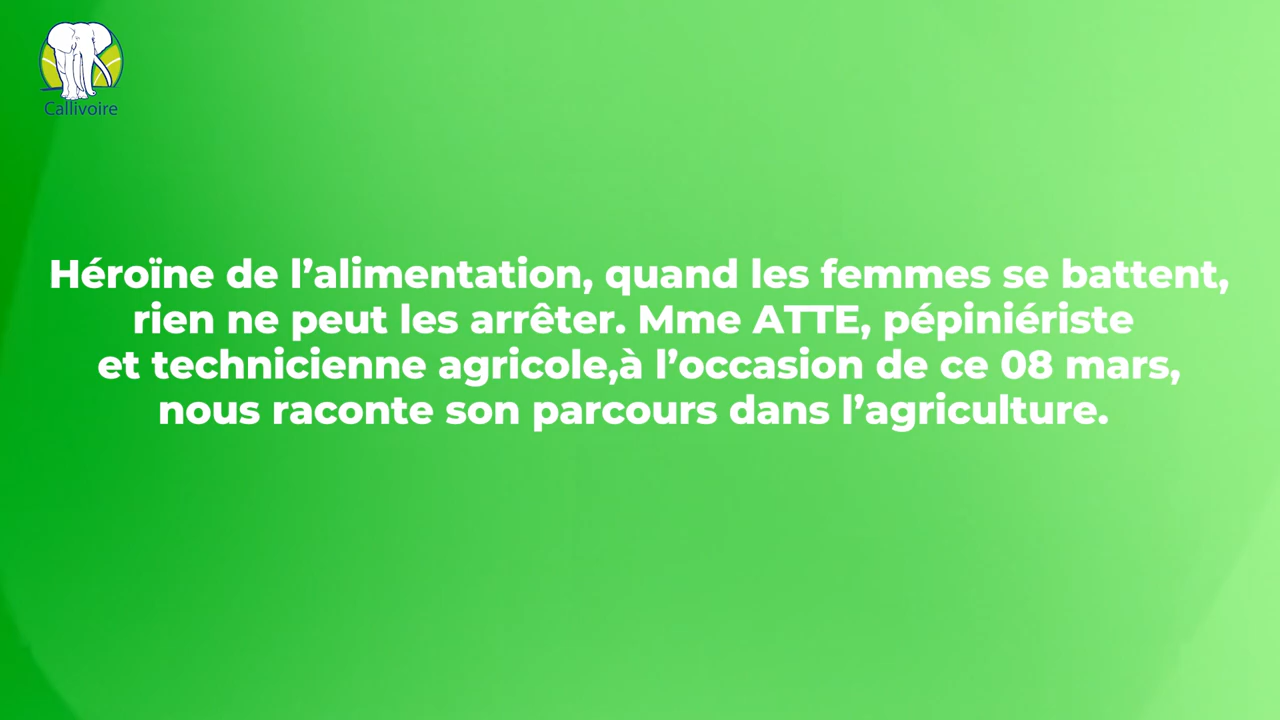 Callivoire
Héroïne de l’alimentation, quand les femmes se battent,
rien ne peut les arrêter. Mme ATTE, pépiniériste
et technicienne agricole,à l’occasion de ce 08 mars,
nous raconte son parcours dans l’agriculture.